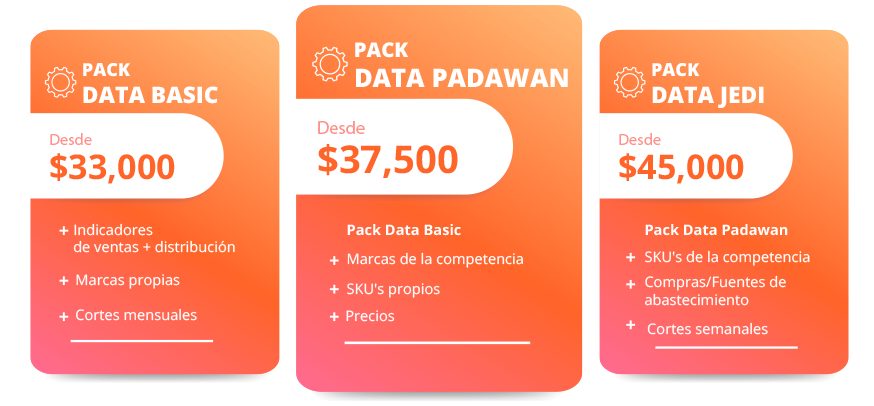 PACK
DATA BASIC
Desde
$33,000
+ Indicadores
de ventas + distribución
+ Marcas propias
+ Cortes mensuales
PACK
DATA PADAWAN
Desde
$37,500
Pack Data Basic
+ Marcas de la competencia
+ SKU's propios
+ Precios
PACK
DATA JEDI
Desde
$45,000
Pack Data Padawan
+ SKU's de la competencia
+ Compras/Fuentes de
abastecimiento
+ Cortes semanales